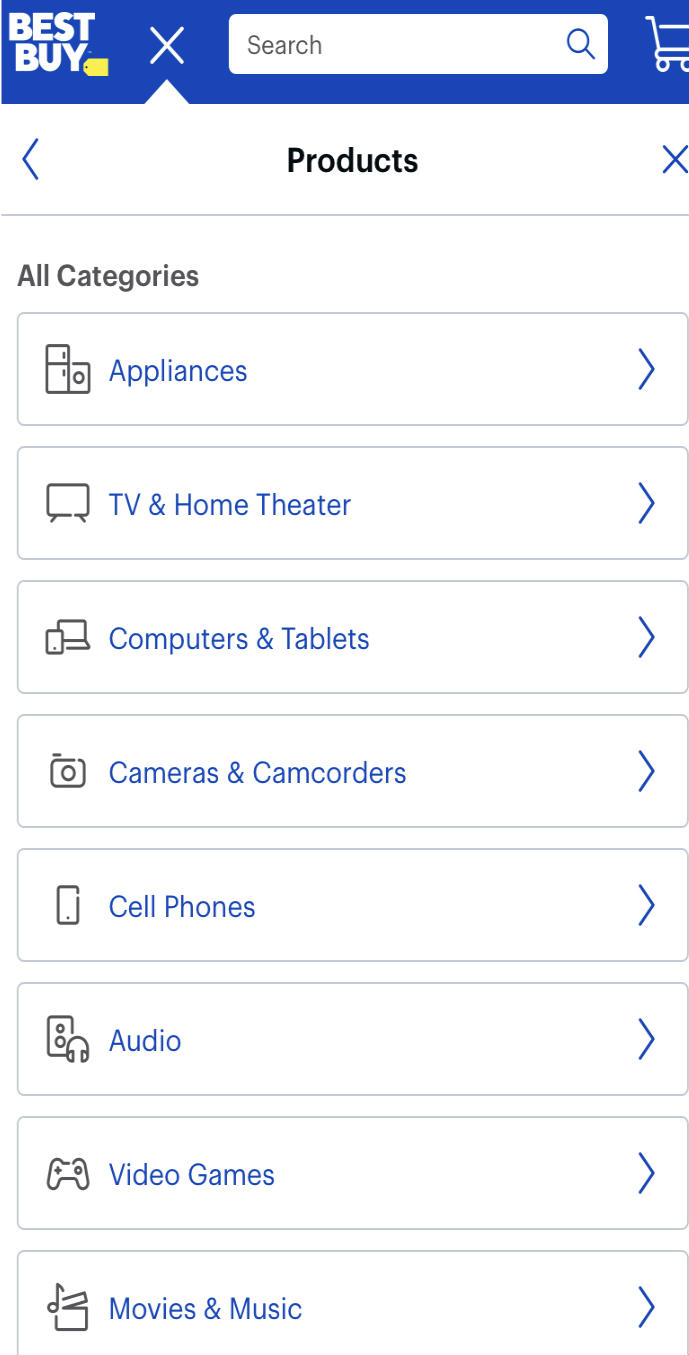 BEST
BUY
Search
Products
All Categories
Appliances
TV & Home Theater
Computers & Tablets
Cameras & Camcorders
Cell Phones
Audio
Video Games
Movies & Music